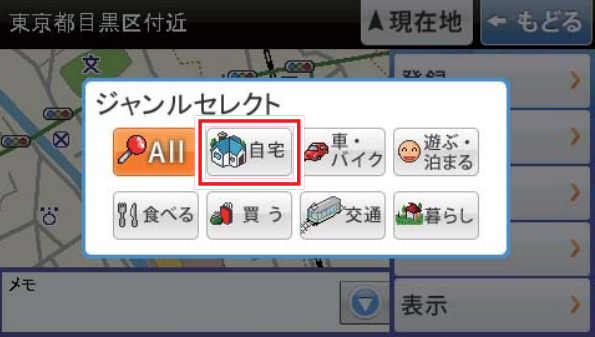 東京都目黒区付近
現在地
もどる
登録
ジャンルセレクト
All
自宅
車・
バイク
遊ぶ・
泊まる
食べる
買う
交通
暮らし
メモ
表示